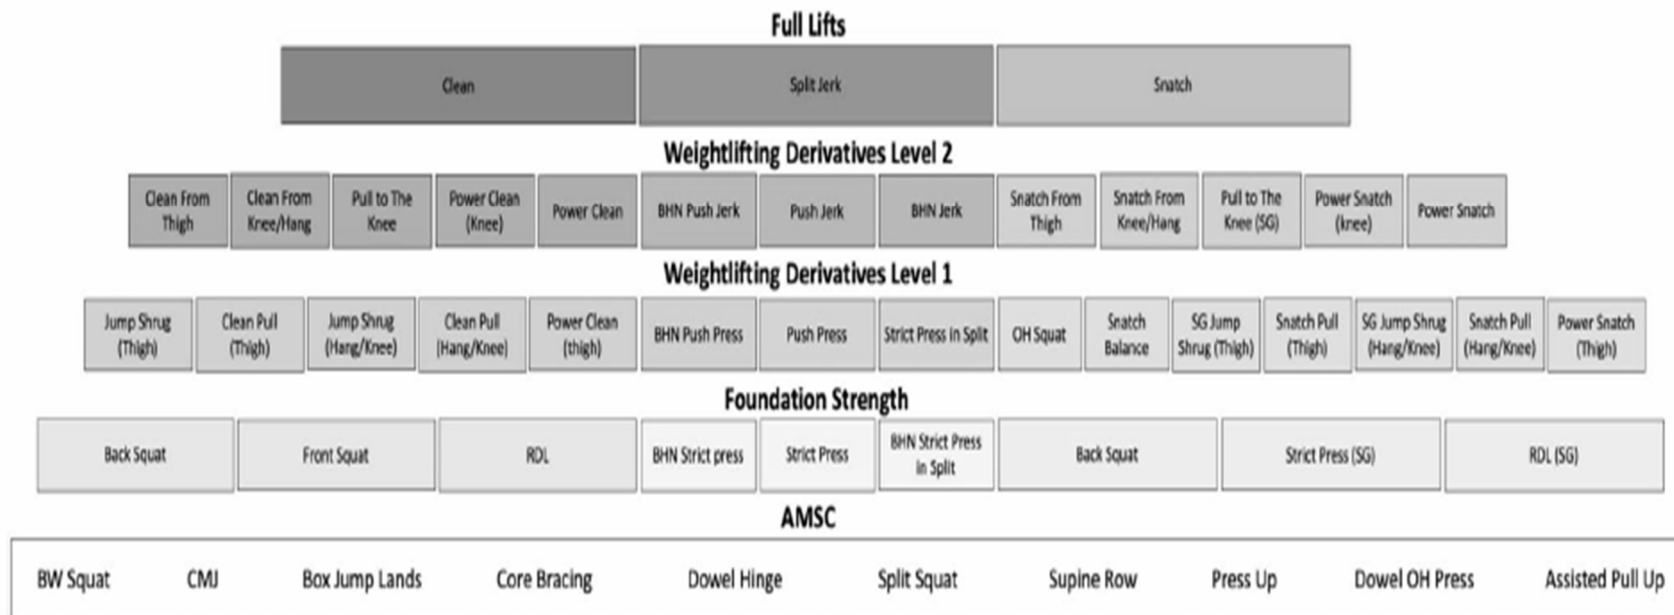 Full Lifts
Clean
Split Jerk
Snatch
Weightlifting Derivatives Level 2
Clean From
Thigh
Clean From
Knee/Hang
Pull to The
Knee
Power Clean
(Knee)
Power Clean
BHN Push Jerk
Push Jerk
BHN Jerk
Snatch From
Thigh
Snatch From
Knee/Hang
Pull to The
Knee (SG)
Power Snatch
(knee)
Power Snatch
Weightlifting Derivatives Level 1
Jump Shrug
(Thigh)
Clean Pull
(Thigh)
Jump Shrug
(Hang/Knee)
Clean Pull
(Hang/Knee)
Power Clean
(thigh)
BHN Push Press
Push Press
Strict Press in Split
OH Squat
Snatch
Balance
SG Jump
Shrug (Thigh)
Snatch Pull
(Thigh)
SG Jump Shrug
(Hang/Knee)
Snatch Pull
(Hang/Knee)
Power Snatch
(Thigh)
Foundation Strength
Back Squat
Front Squat
RDL
BHN Strict press
Strict Press
BHN Strict Press
in Split
Back Squat
Strict Press (SG)
RDL (SG)
AMSC
BW Squat
CMJ
Box Jump Lands
Core Bracing
Dowel Hinge
Split Squat
Supine Row
Press Up
Dowel OH Press
Assisted Pull Up